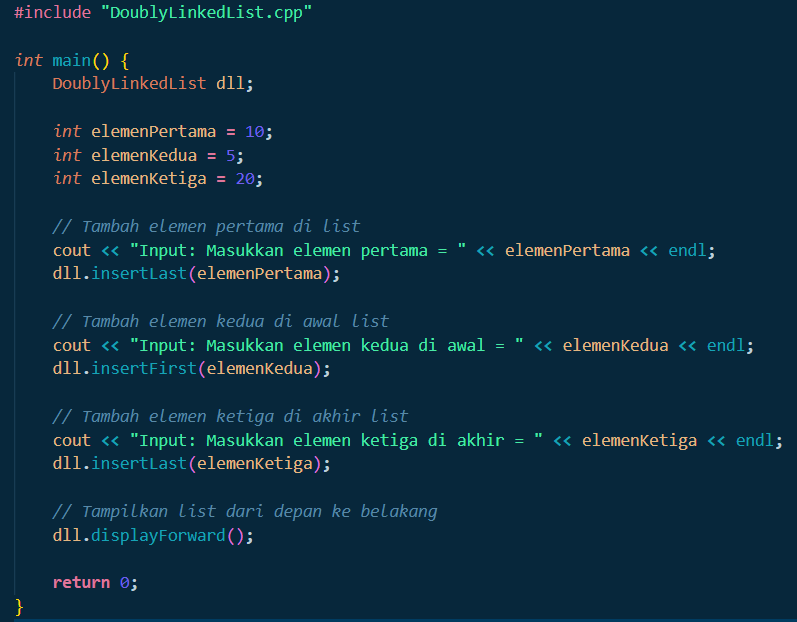 #include "DoublyLinkedList.cpp"
int main() {
DoublyLinkedList dll;
int elemenPertama = 10;
int elemenKedua = 5;
int elemenKetiga = 20;
// Tambah elemen pertama di list
cout << "Input: Masukkan elemen pertama = " << elemenPertama << endl;
dll.insertLast(elemenPertama);
// Tambah elemen kedua di awal list
cout << "Input: Masukkan elemen kedua di awal = " << elemenKedua << endl;
dll.insertFirst(elemenKedua);
// Tambah elemen ketiga di akhir list
cout << "Input: Masukkan elemen ketiga di akhir = " << elemenKetiga << endl;
dll.insertLast(elemenKetiga);
// Tampilkan list dari depan ke belakang
dll.displayForward();
return 0;
}